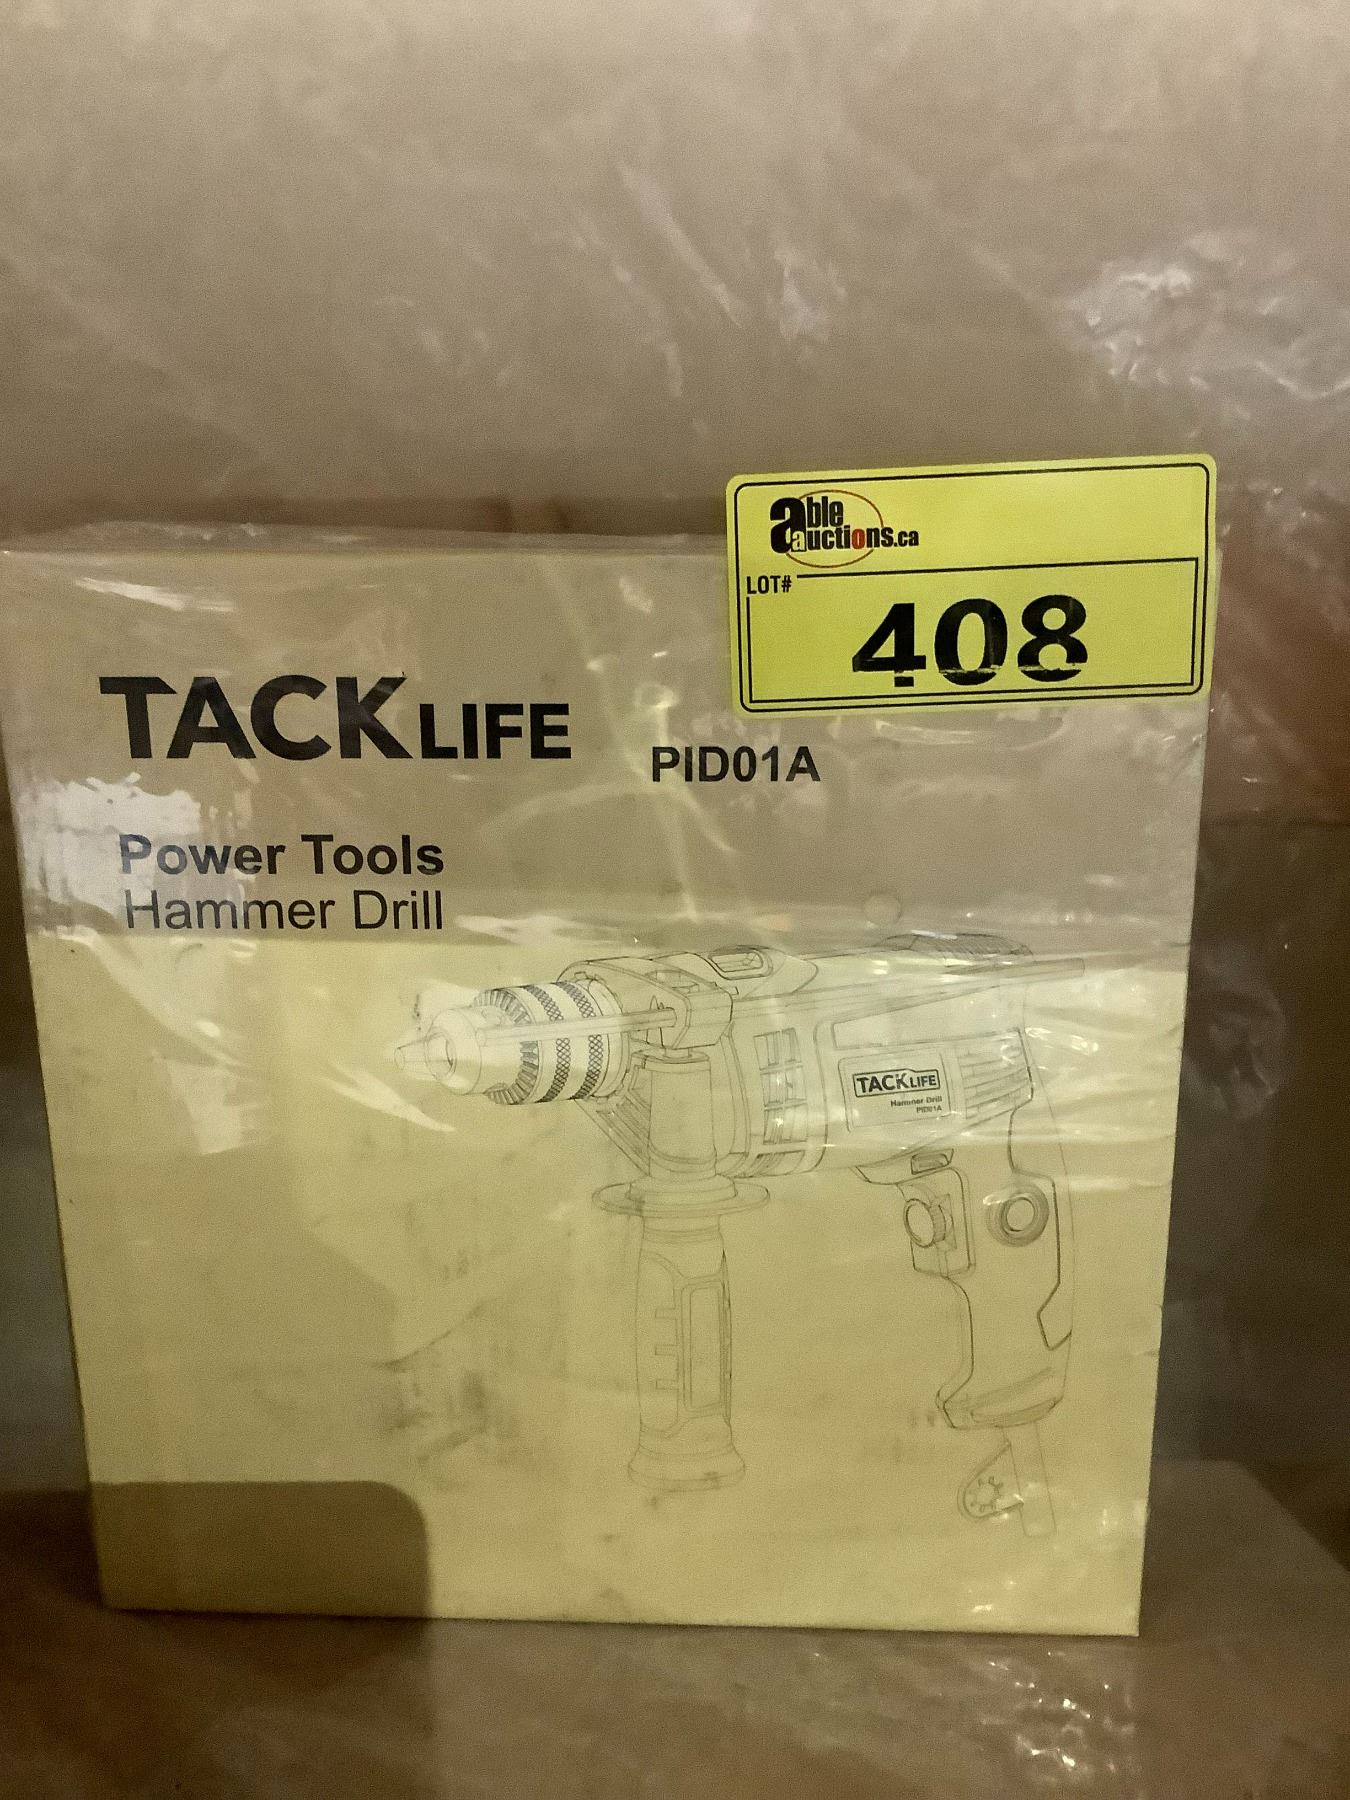 able
auctions.ca
LOT#
408
TACKLIFE
PID01A
Power Tools
Hammer Drill
TACKLIFE
Hammer Drill
PID01A